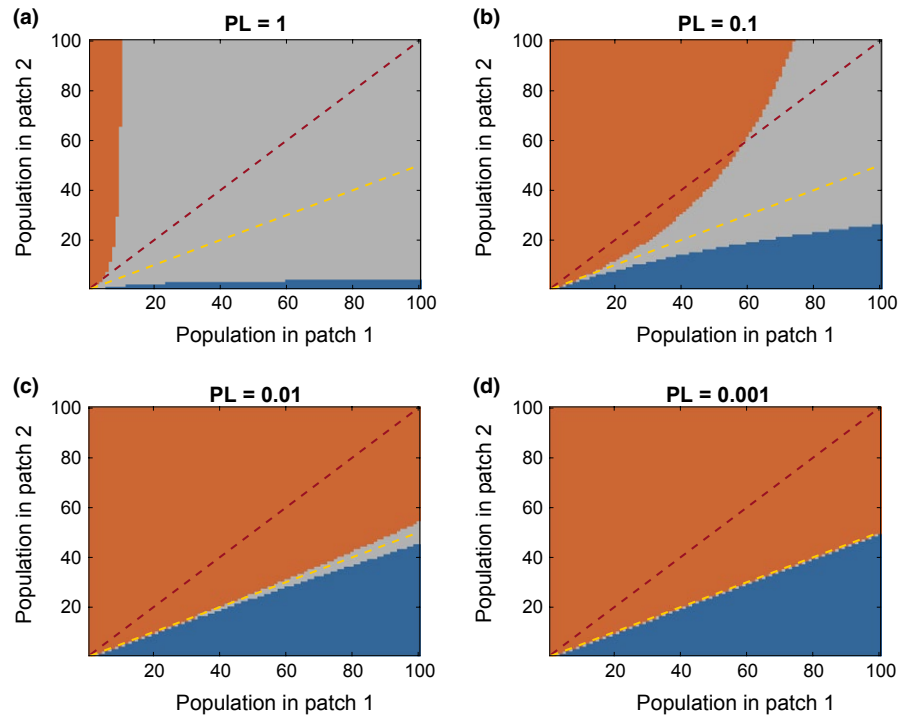 (a)
PL = 1
100
80
60
40
20
Population in patch 2
20 40 60 80 100
Population in patch 1
(b)
PL = 0.1
100
80
60
40
20
Population in patch 2
20 40 60 80 100
Population in patch 1
(c)
PL = 0.01
100
80
60
40
20
Population in patch 2
20 40 60 80 100
Population in patch 1
(d)
PL = 0.001
100
80
60
40
20
Population in patch 2
20 40 60 80 100
Population in patch 1